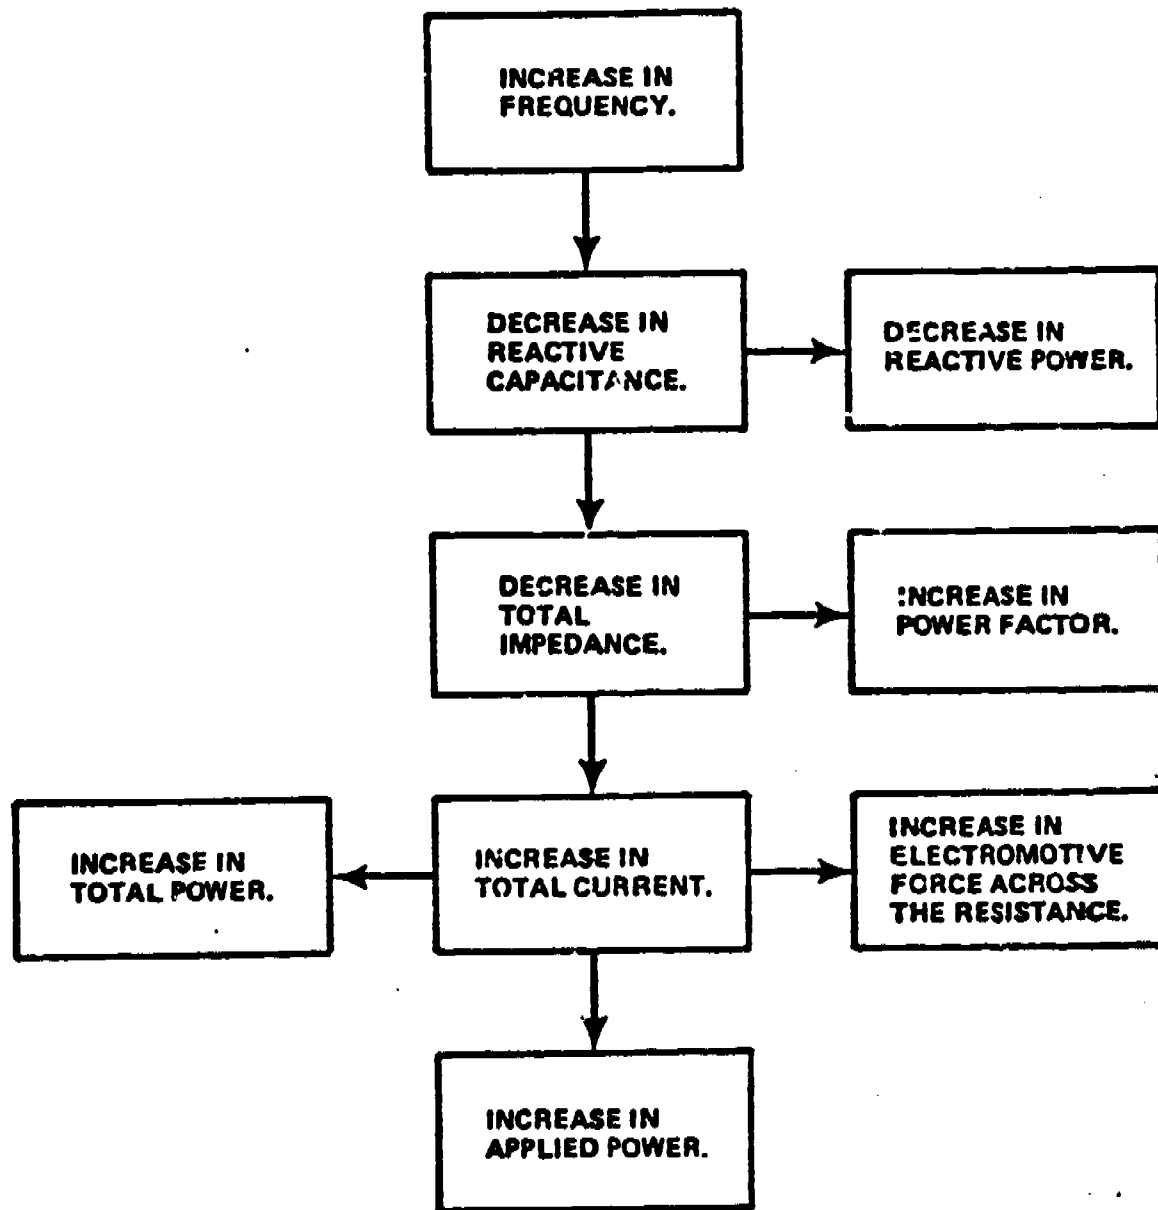 INCREASE IN
FREQUENCY.
DECREASE IN
REACTIVE
CAPACITANCE.
DECREASE IN
REACTIVE POWER.
DECREASE IN
TOTAL
IMPEDANCE.
INCREASE IN
POWER FACTOR.
INCREASE IN
TOTAL POWER.
INCREASE IN
TOTAL CURRENT.
INCREASE IN
ELECTROMOTIVE
FORCE ACROSS
THE RESISTANCE.
INCREASE IN
APPLIED POWER.